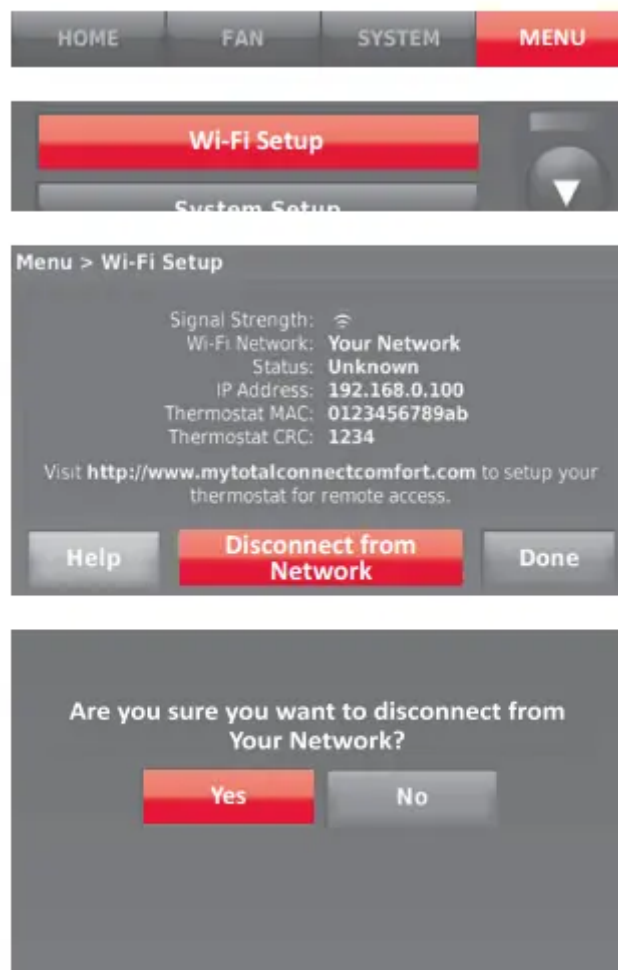 HOME FAN SYSTEM MENU
Wi-Fi Setup
System Setup
Menu > Wi-Fi Setup
Signal Strength:
Wi-Fi Network: Your Network
Status: Unknown
IP Address: 192.168.0.100
Thermostat MAC: 0123456789ab
Thermostat CRC: 1234
Visit http://www.mytotalconnectcomfort.com to setup your
thermostat for remote access.
Help Disconnect from Done
Network
Are you sure you want to disconnect from
Your Network?
Yes No